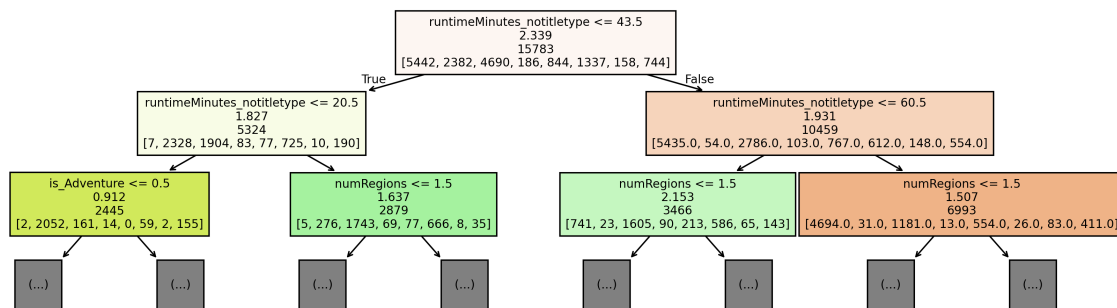 runtimeMinutes_notitletype <= 43.5
2.339
15783
[5442, 2382, 4690, 186, 844, 1337, 158, 744]
True
False
runtimeMinutes_notitletype <= 20.5
1.827
5324
[7, 2328, 1904, 83, 77, 725, 10, 190]
runtimeMinutes_notitletype <= 60.5
1.931
10459
[5435.0, 54.0, 2786.0, 103.0, 767.0, 612.0, 148.0, 554.0]
is_Adventure <= 0.5
0.912
2445
[2, 2052, 161, 14, 0, 59, 2, 155]
numRegions <= 1.5
1.637
2879
[5, 276, 1743, 69, 77, 666, 8, 35]
numRegions <= 1.5
2.153
3466
[741, 23, 1605, 90, 213, 586, 65, 143]
numRegions <= 1.5
1.507
6993
[4694.0, 31.0, 1181.0, 13.0, 554.0, 26.0, 83.0, 411.0]
(...)
(...)
(...)
(...)
(...)
(...)
(...)
(...)